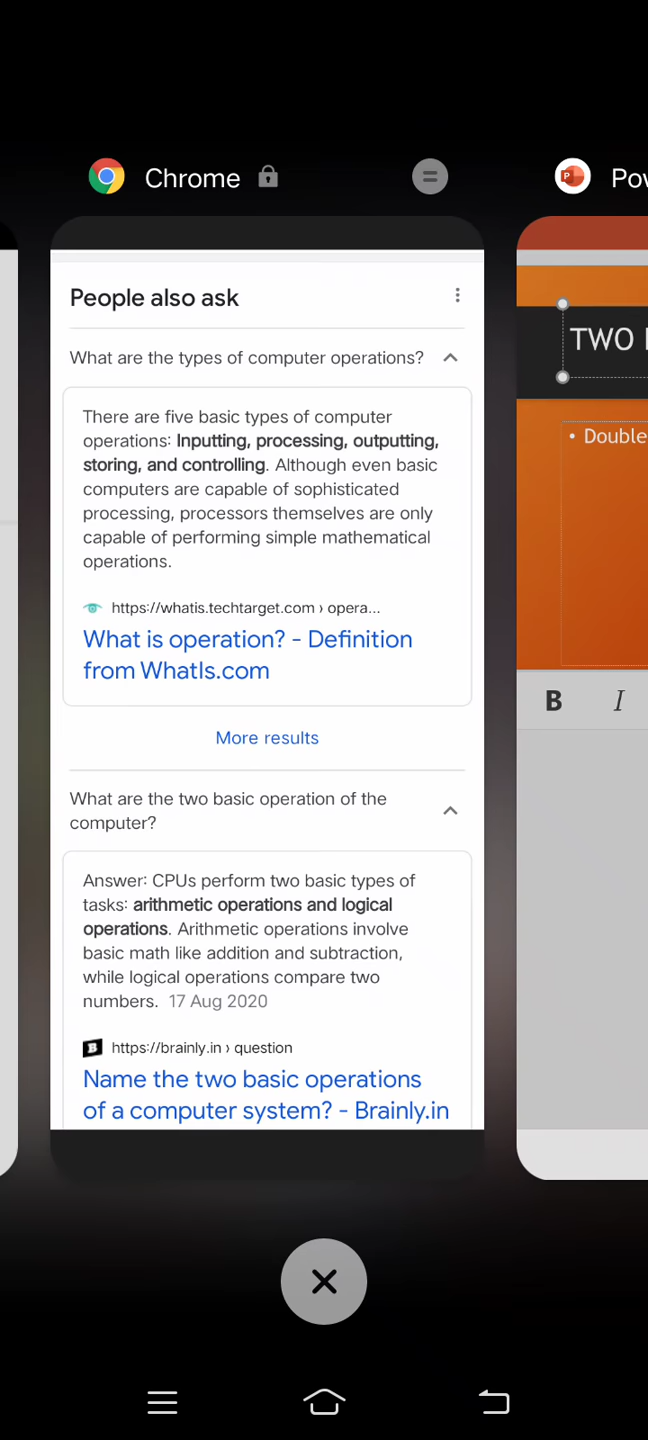 Chrome
People also ask
What are the types of computer operations?
There are five basic types of computer
operations: Inputting, processing, outputting,
storing, and controlling. Although even basic
computers are capable of sophisticated
processing, processors themselves are only
capable of performing simple mathematical
operations.
https://whatis.techtarget.com › opera...
What is operation? - Definition
from WhatIs.com
More results
What are the two basic operation of the
computer?
Answer: CPUs perform two basic types of
tasks: arithmetic operations and logical
operations. Arithmetic operations involve
basic math like addition and subtraction,
while logical operations compare two
numbers. 17 Aug 2020
https://brainly.in › question
Name the two basic operations
of a computer system? - Brainly.in
TWO
• Double
B I